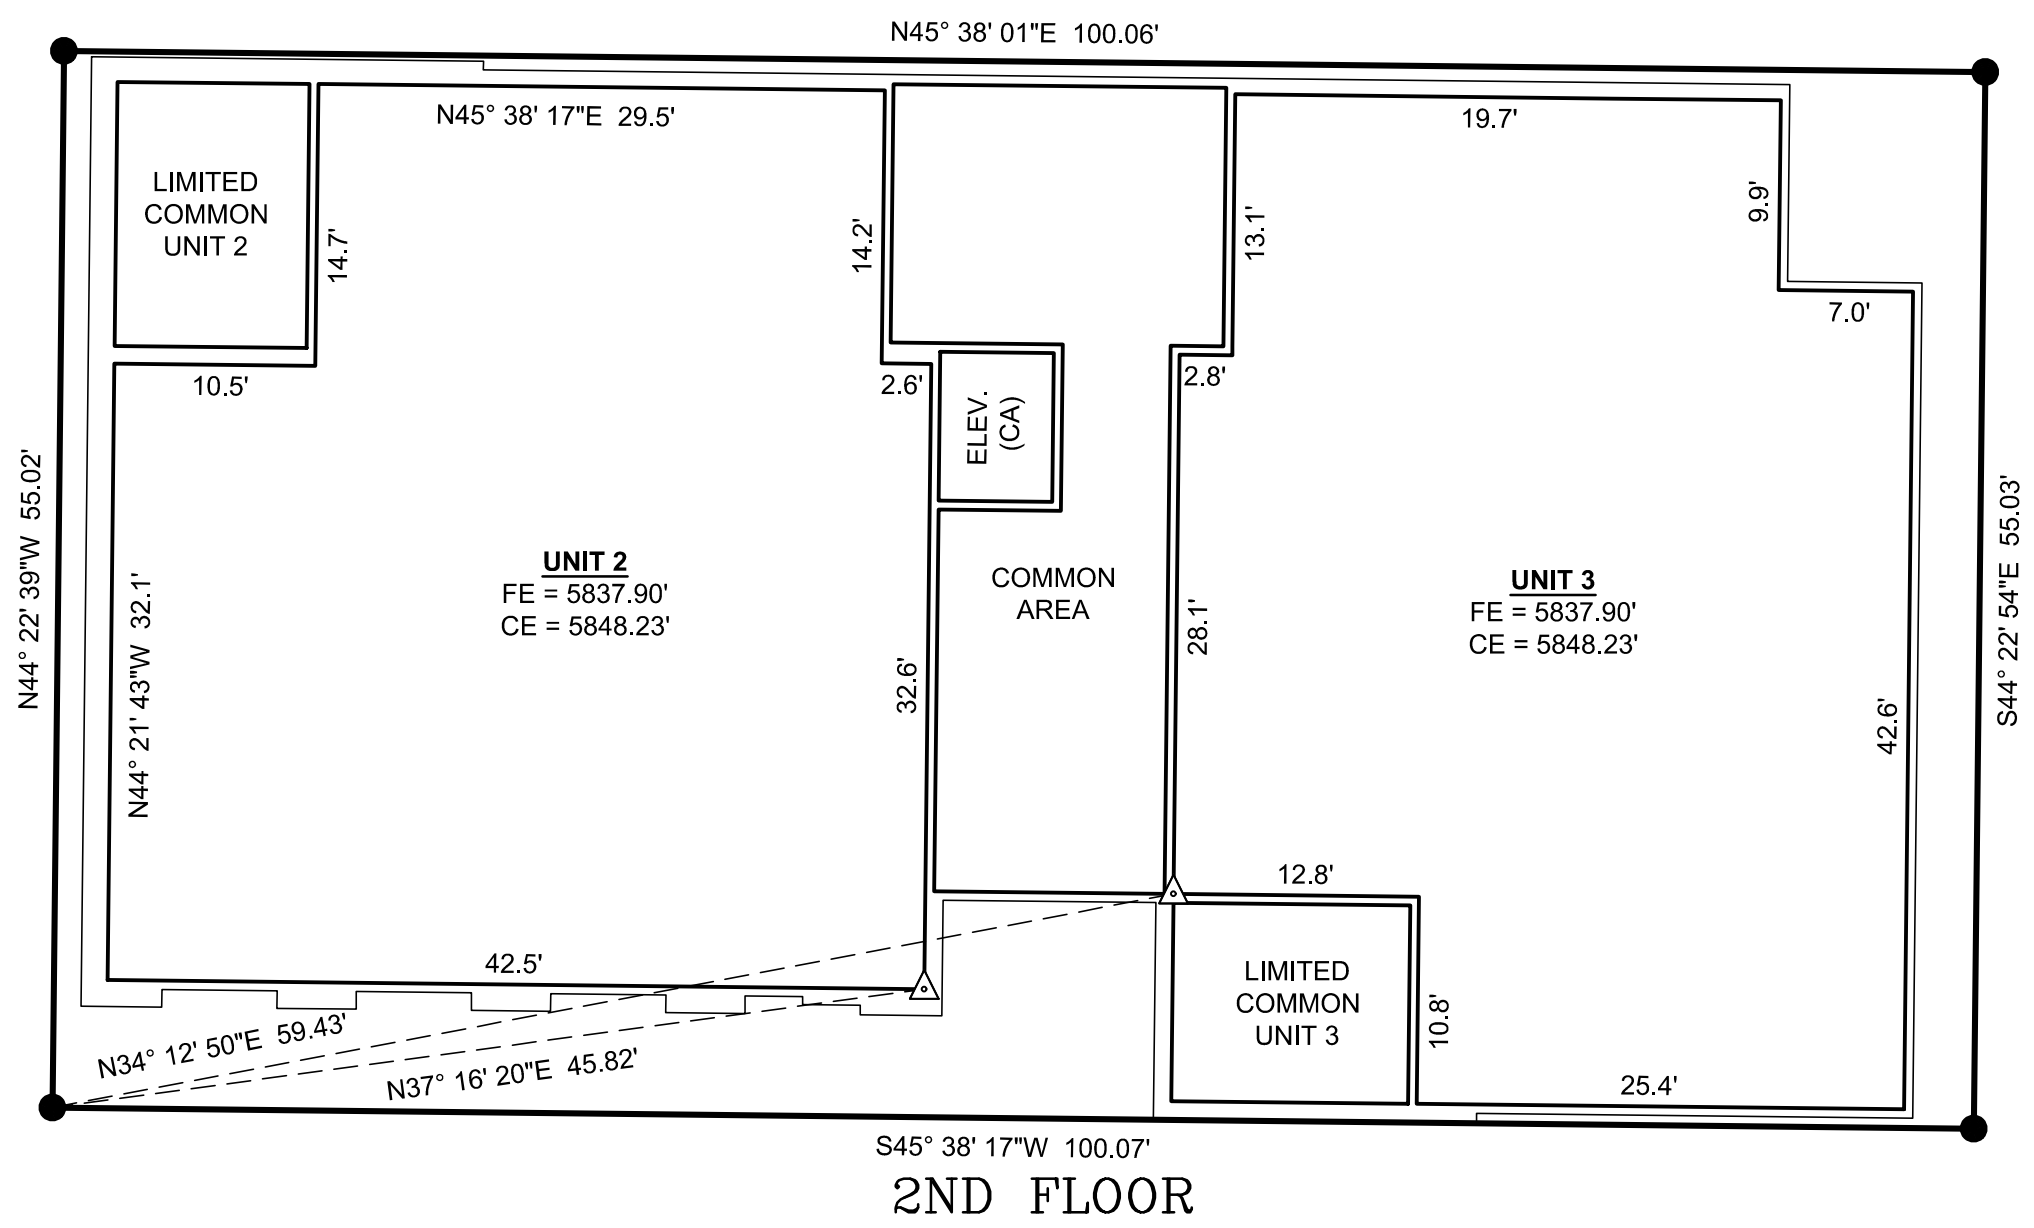 N45° 38' 01"E 100.06'
N45° 38' 17"E 29.5'
19.7'
LIMITED
COMMON
UNIT 2
14.7'
14.2'
13.1'
9.9'
7.0'
10.5'
2.6'
2.8'
ELEV.
(CA)
N44° 22' 39"W 55.02'
S44° 22' 54"E 55.03'
UNIT 2
FE = 5837.90'
CE = 5848.23'
COMMON
AREA
UNIT 3
FE = 5837.90'
CE = 5848.23'
N44° 21' 43"W 32.1'
32.6'
28.1'
42.6'
12.8'
42.5'
LIMITED
COMMON
UNIT 3
10.8'
N34° 12' 50"E 59.43'
N37° 16' 20"E 45.82'
25.4'
S45° 38' 17"W 100.07'
2ND FLOOR